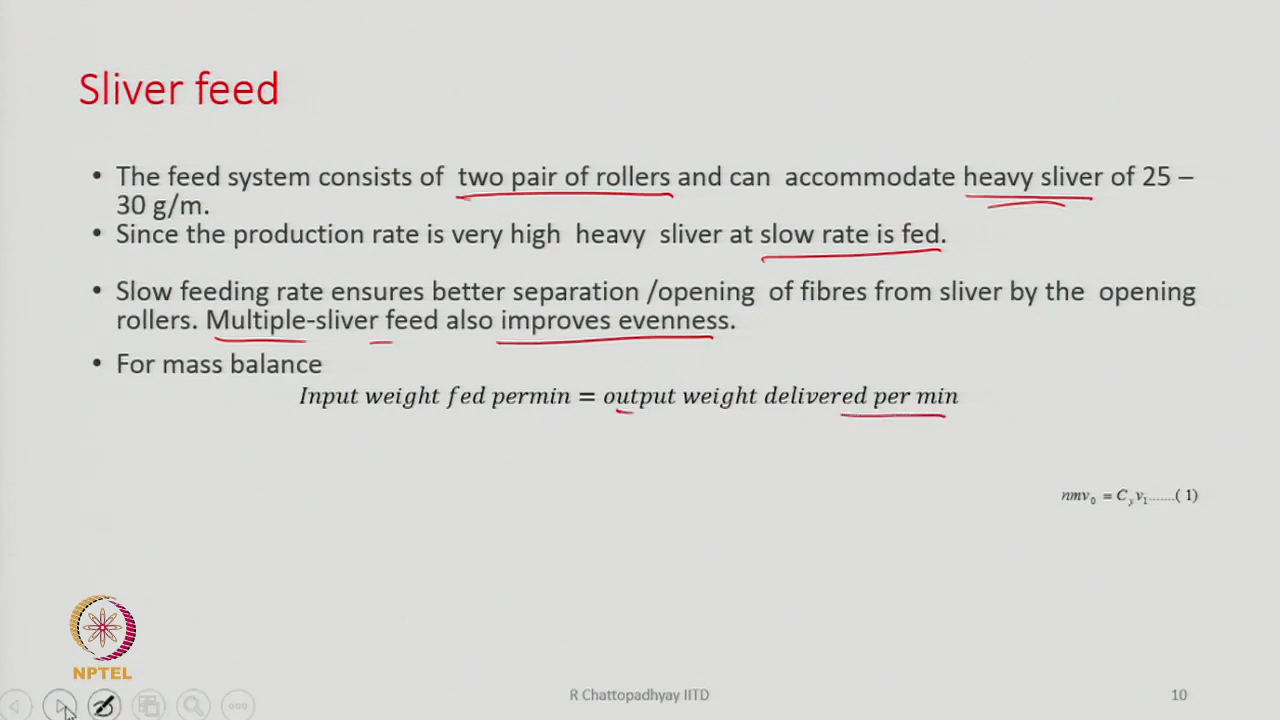 Sliver feed
• The feed system consists of two pair of rollers and can accommodate heavy sliver of 25 –
30 g/m.
• Since the production rate is very high heavy sliver at slow rate is fed.
• Slow feeding rate ensures better separation /opening of fibres from sliver by the opening
rollers. Multiple-sliver feed also improves evenness.
• For mass balance
Input weight fed permin = output weight delivered per min
nmv₀ = Cᵧv₁.......( 1)
NPTEL
R Chattopadhyay IITD
10